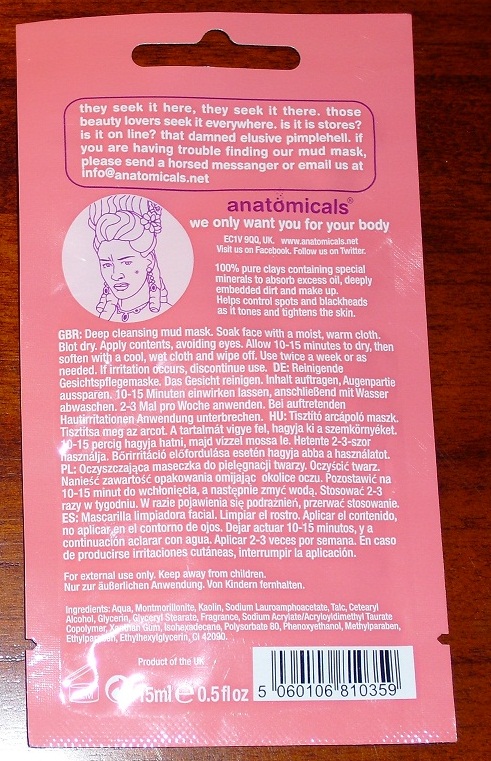 they seek it here, they seek it there. those
beauty lovers seek it everywhere. is it is stores?
is it on line? that damned elusive pimplehell. if
you are having trouble finding our mud mask,
please send a horsed messanger or email us at
info@anatomicals.net
anatomicals®
we only want you for your body
EC1V 9QQ, UK. www.anatomicals.net
Visit us on Facebook. Follow us on Twitter.
100% pure clays containing special
minerals to absorb excess oil, deeply
embedded dirt and make up.
Helps control spots and blackheads
as it tones and tightens the skin.
GBR: Deep cleansing mud mask. Soak face with a moist, warm cloth.
Blot dry. Apply contents, avoiding eyes. Allow 10-15 minutes to dry, then
soften with a cool, wet cloth and wipe off. Use twice a week or as
needed. If irritation occurs, discontinue use. DE: Reinigende
Gesichtspflegemaske. Das Gesicht reinigen. Inhalt auftragen, Augenpartie
aussparen. 10-15 Minuten einwirken lassen, anschließend mit Wasser
abwaschen. 2-3 Mal pro Woche anwenden. Bei auftretenden
Hautirritationen Anwendung unterbrechen. HU: Tisztító arcápoló maszk.
Tisztítsa meg az arcot. A tartalmát vigye fel, hagyja ki a szemkörnyéket.
10-15 percig hagyja hatni, majd vízzel mossa le. Hetente 2-3-szor
használja. Bőrirritáció előfordulása esetén hagyja abba a használatot.
PL: Oczyszczająca maseczka do pielęgnacji twarzy. Oczyścić twarz.
Nanieść zawartość opakowania omijając okolice oczu. Pozostawić na
10-15 minut do wchłonięcia, a następnie zmyć wodą. Stosować 2-3
razy w tygodniu. W razie pojawienia się podrażnień, przerwać stosowanie.
ES: Mascarilla limpiadora facial. Limpiar el rostro. Aplicar el contenido,
no aplicar en el contorno de ojos. Dejar actuar 10-15 minutos, y a
continuación aclarar con agua. Aplicar 2-3 veces por semana. En caso
de producirse irritaciones cutáneas, interrumpir la aplicación.
For external use only. Keep away from children.
Nur zur äußerlichen Anwendung. Von Kindern fernhalten.
Ingredients: Aqua, Montmorillonite, Kaolin, Sodium Lauroamphoacetate, Talc, Cetearyl
Alcohol, Glycerin, Glyceryl Stearate, Fragrance, Sodium Acrylate/Acryloyldimethyl Taurate
Copolymer, Xanthan Gum, Isohexadecane, Polysorbate 80, Phenoxyethanol, Methylparaben,
Ethylparaben, Ethylhexylglycerin, CI 42090.
Product of the UK
15ml e 0.5fl oz
5 060106 810359